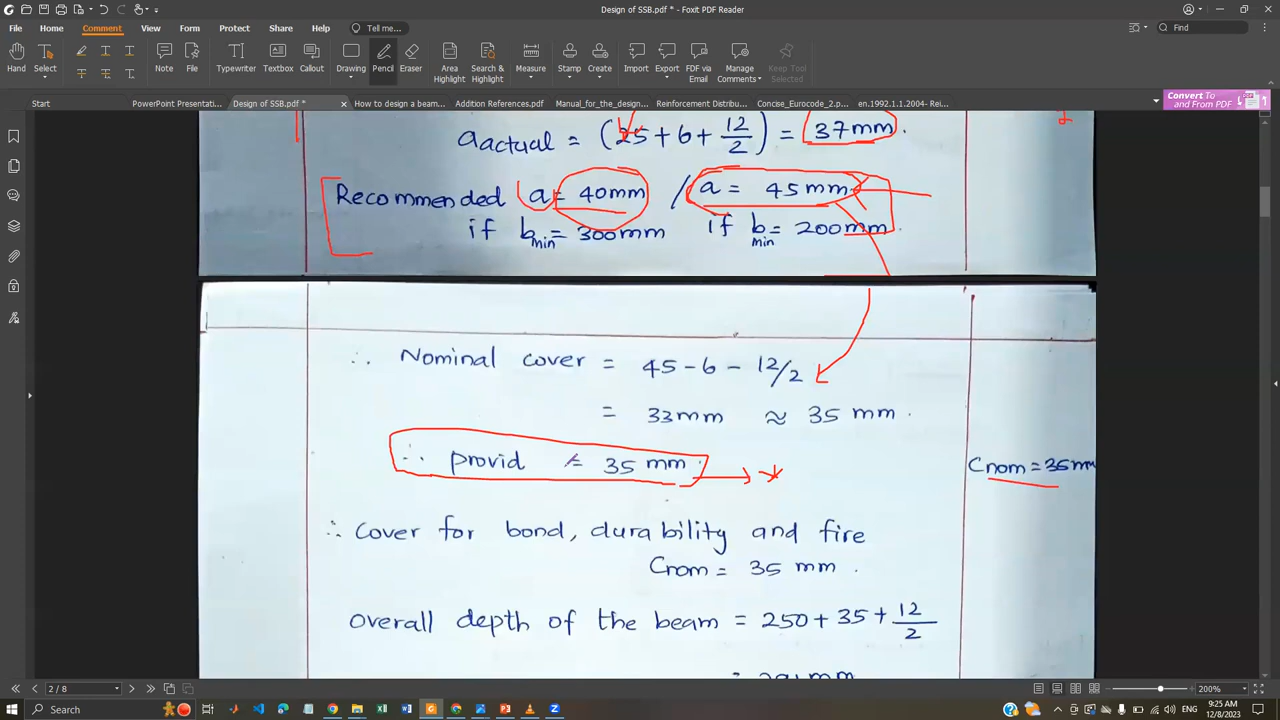 Design of SSB.pdf * - Foxit PDF Reader
File Home Comment View Form Protect Share Help Tell me...
Find
Hand Select Note File Typewriter Textbox Callout Drawing Pencil Eraser Area Highlight Search & Highlight Measure Stamp Create Import Export FDF via Email Manage Comments Keep Tool Selected
Start PowerPoint Presentati... Design of SSB.pdf * How to design a beam... Addition References.pdf Manual_for_the_design... Reinforcement Distribu... Concise_Eurocode_2.p... en.1992.1.1.2004- Rei... Convert To and From PDF
aactual = (25 + 6 + 12/2) = 37mm.
Recommended a = 40mm / a = 45 mm.
if bmin = 300mm if bmin = 200mm.
∴ Nominal cover = 45 - 6 - 12/2
= 33mm ≈ 35 mm.
∴ provid = 35 mm.
Cnom = 35mm
∴ Cover for bond, durability and fire
Cnom = 35 mm.
Overall depth of the beam = 250 + 35 + 12/2
= 291mm
2 / 8
200%
Search
ENG
9:25 AM
12/8/2023